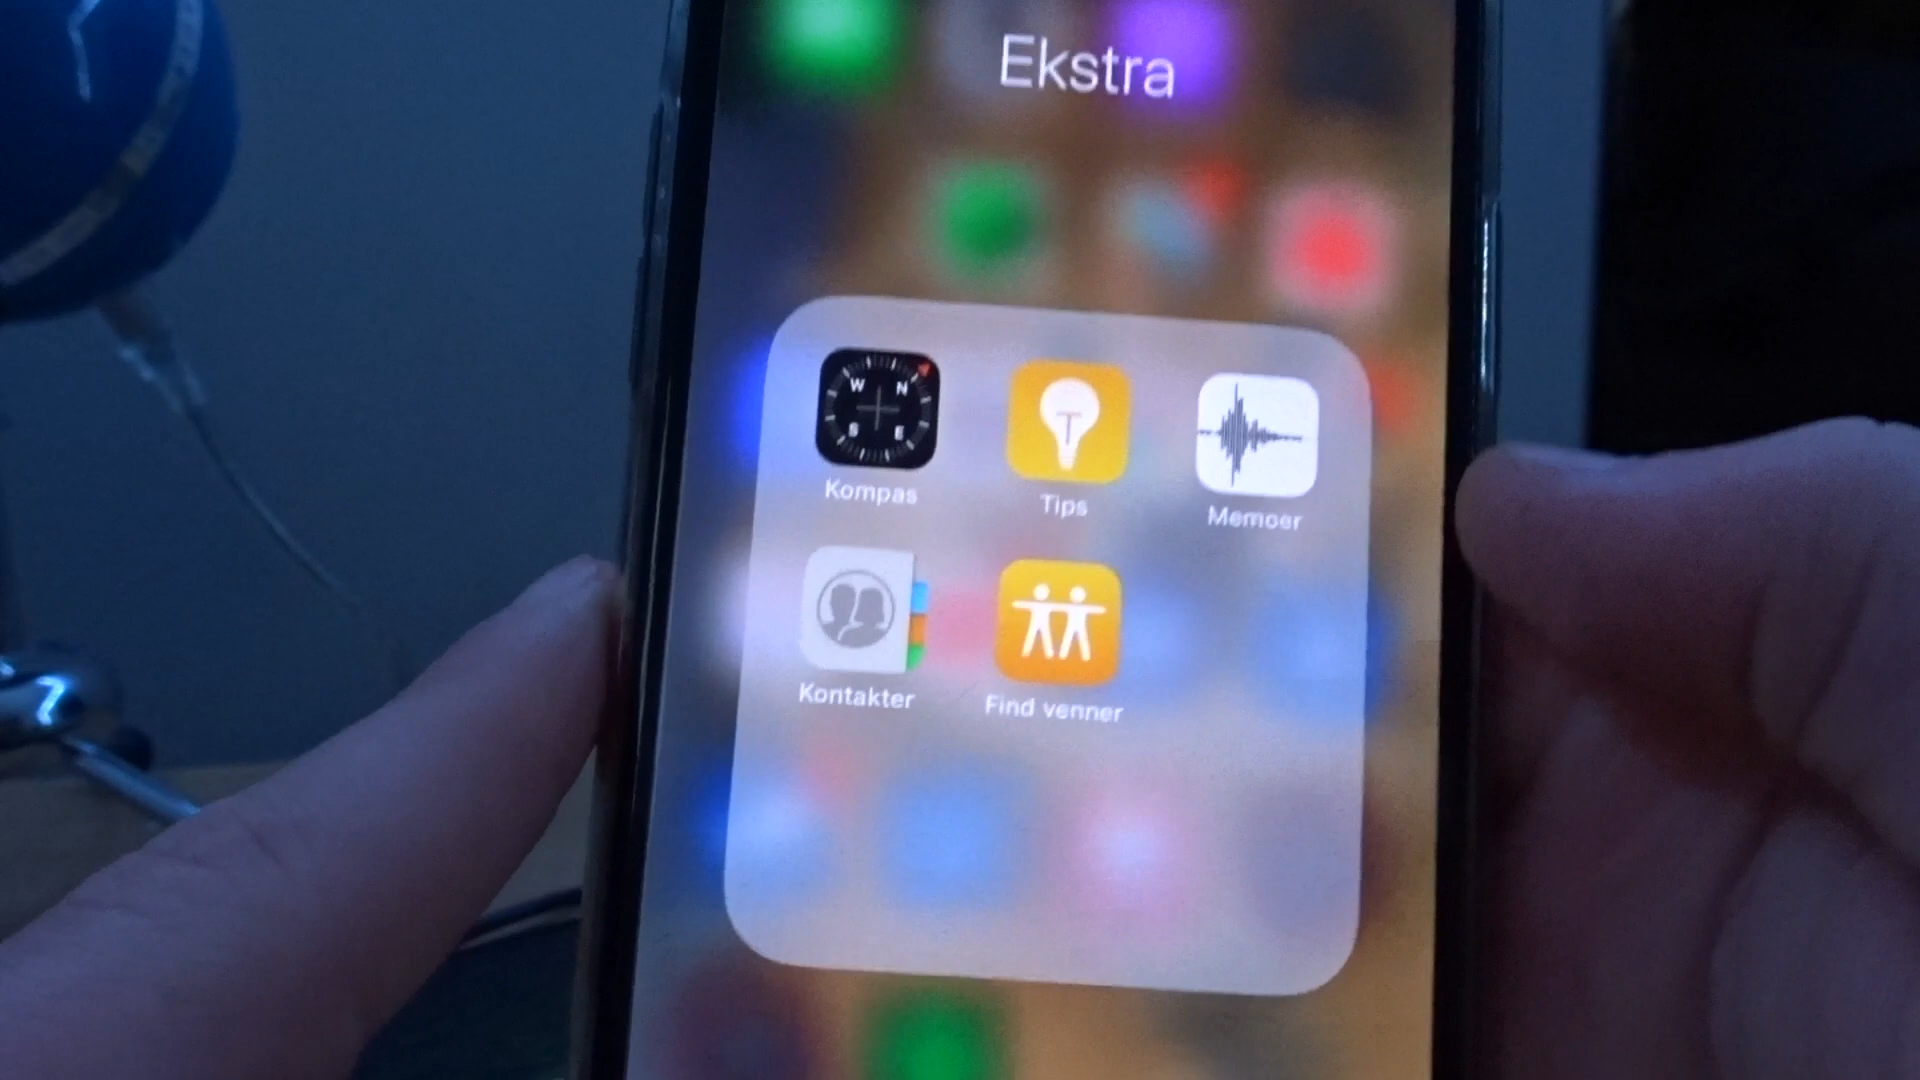 Ekstra
W N
S E
Kompas
T
Tips
Memoer
Kontakter
Find venner